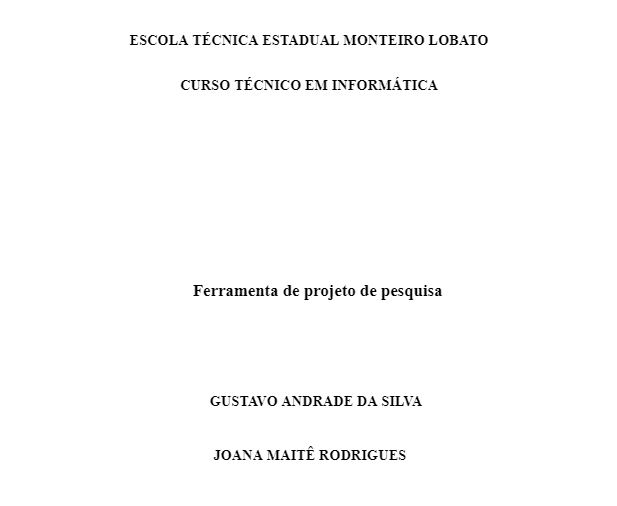 ESCOLA TÉCNICA ESTADUAL MONTEIRO LOBATO
CURSO TÉCNICO EM INFORMÁTICA
Ferramenta de projeto de pesquisa
GUSTAVO ANDRADE DA SILVA
JOANA MAITÊ RODRIGUES